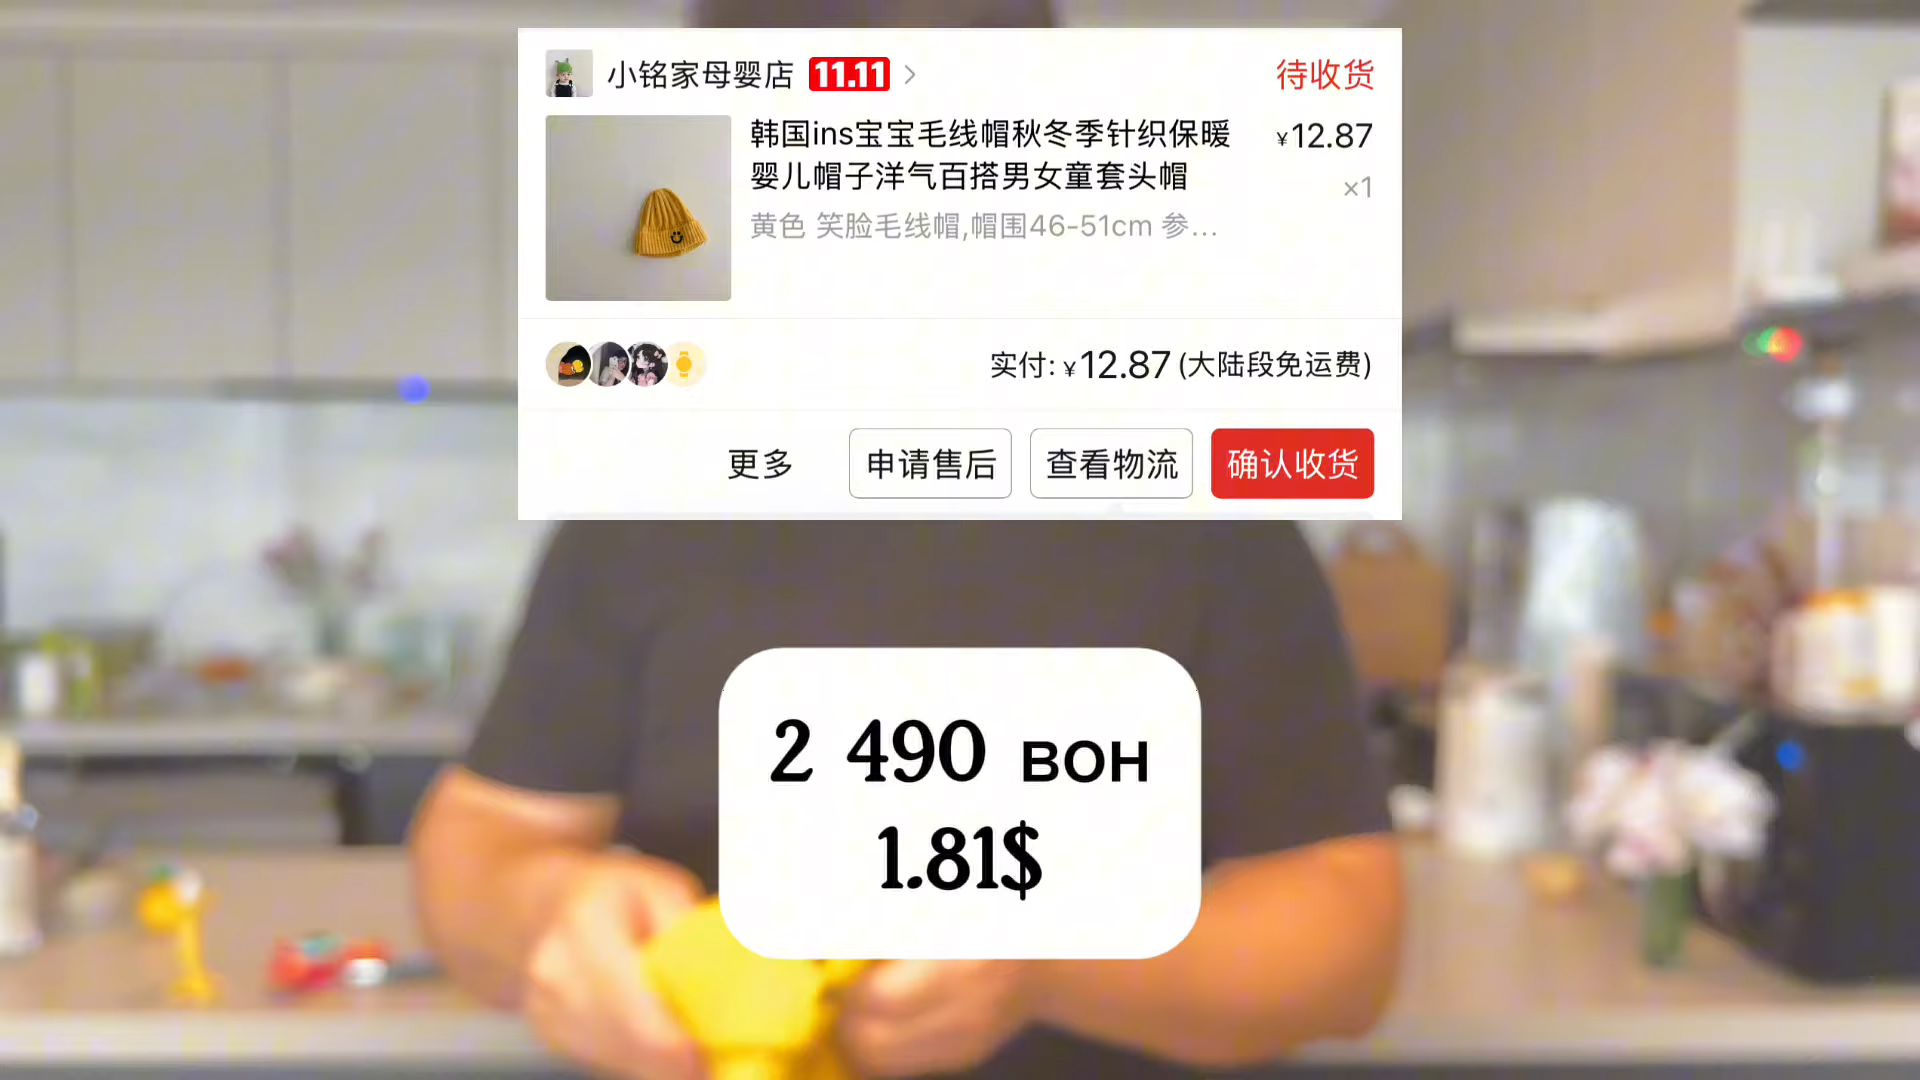 小铭家母婴店 11.11
待收货
韩国ins宝宝毛线帽秋冬季针织保暖
婴儿帽子洋气百搭男女童套头帽
¥12.87
×1
黄色 笑脸毛线帽,帽围46-51cm 参...
实付: ¥12.87 (大陆段免运费)
更多
申请售后
查看物流
确认收货
2 490 вон
1.81$